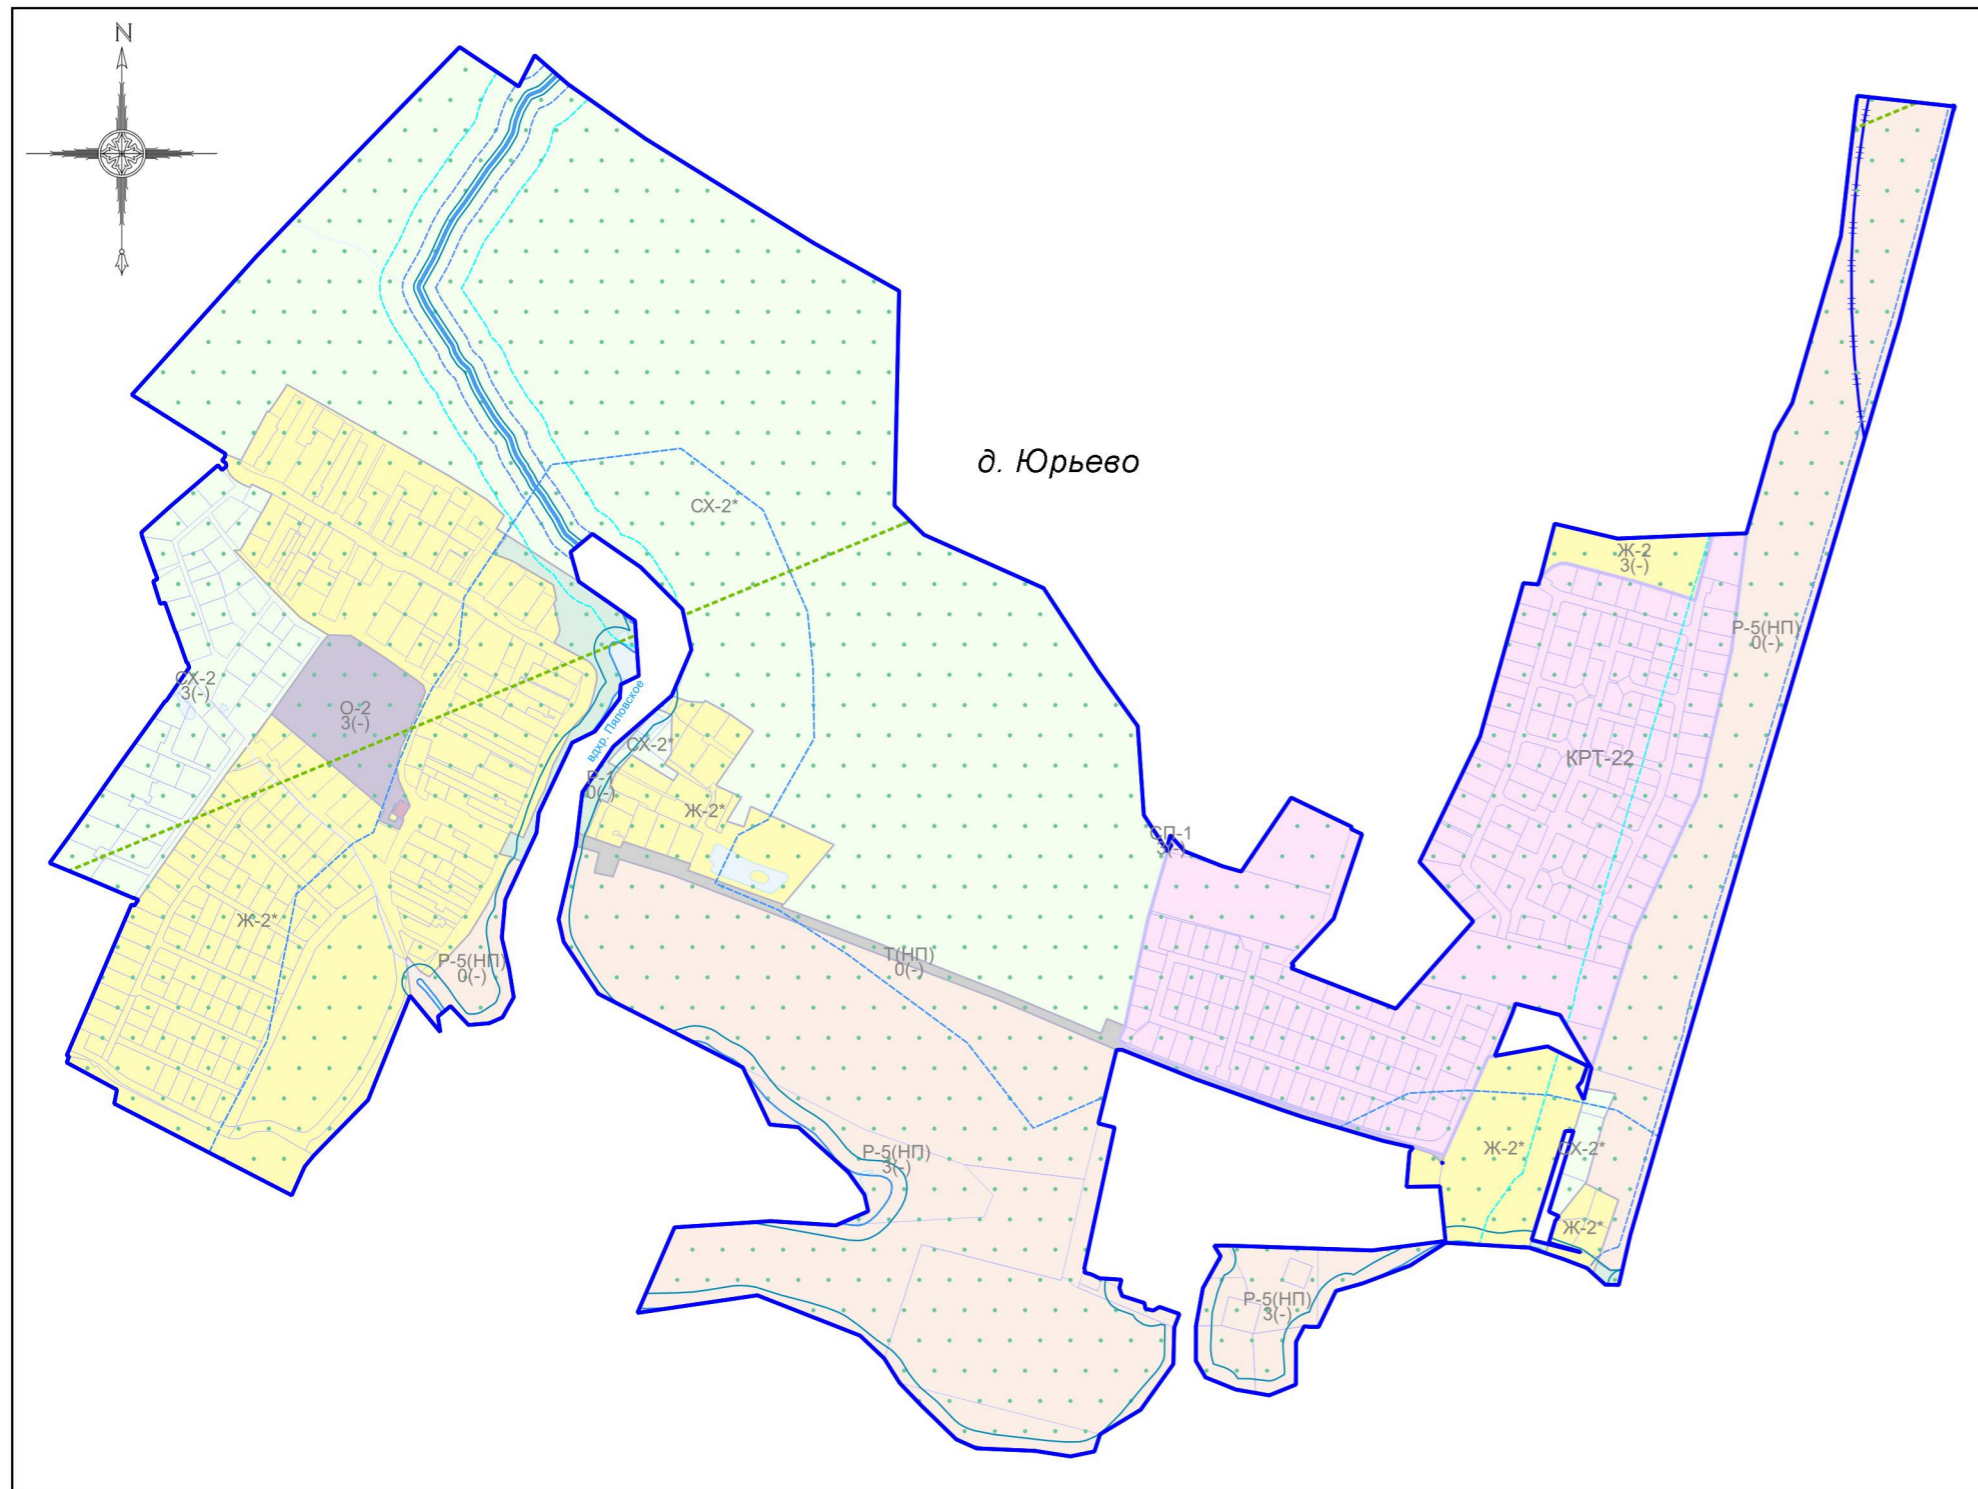 N
д. Юрьево
СХ-2*
Ж-2
3(-)
Р-5(НП)
0(-)
СХ-2
3(-)
О-2
3(-)
вдхр. Пяловское
СХ-2*
КРТ-22
Р-1
0(-)
Ж-2*
СП-1
3(-)
Ж-2*
Р-5(НП)
0(-)
Т(НП)
0(-)
Р-5(НП)
3(-)
Ж-2*
СХ-2*
Ж-2*
Р-5(НП)
3(-)